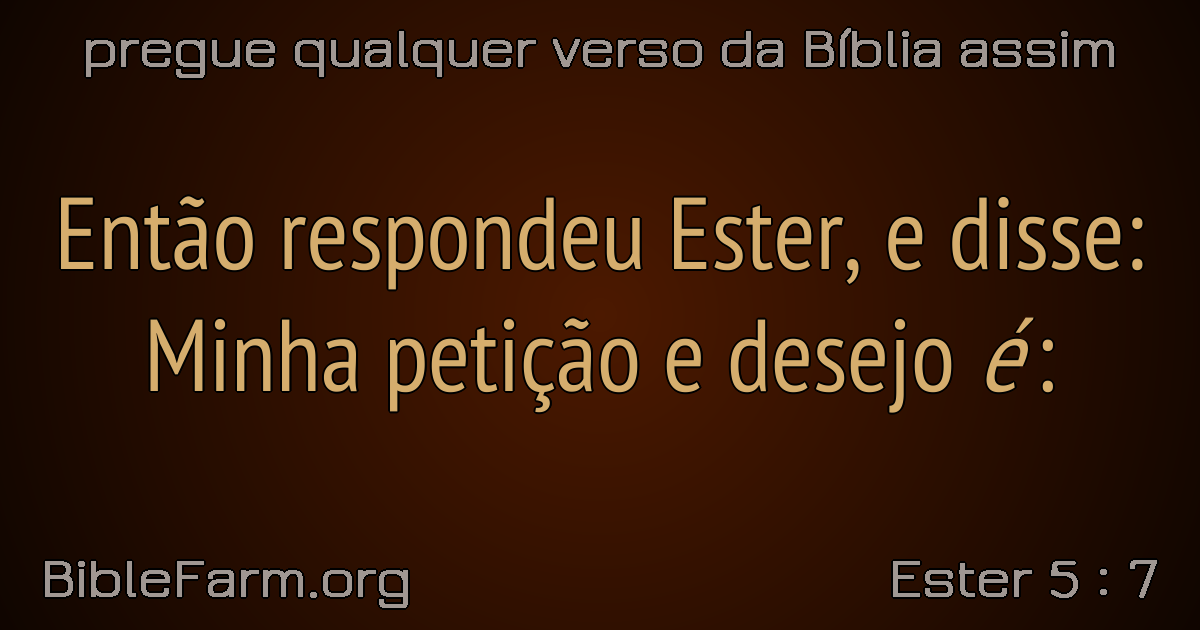 pregue qualquer verso da Bíblia assim
Então respondeu Ester, e disse:
Minha petição e desejo é:
BibleFarm.org
Ester 5 : 7